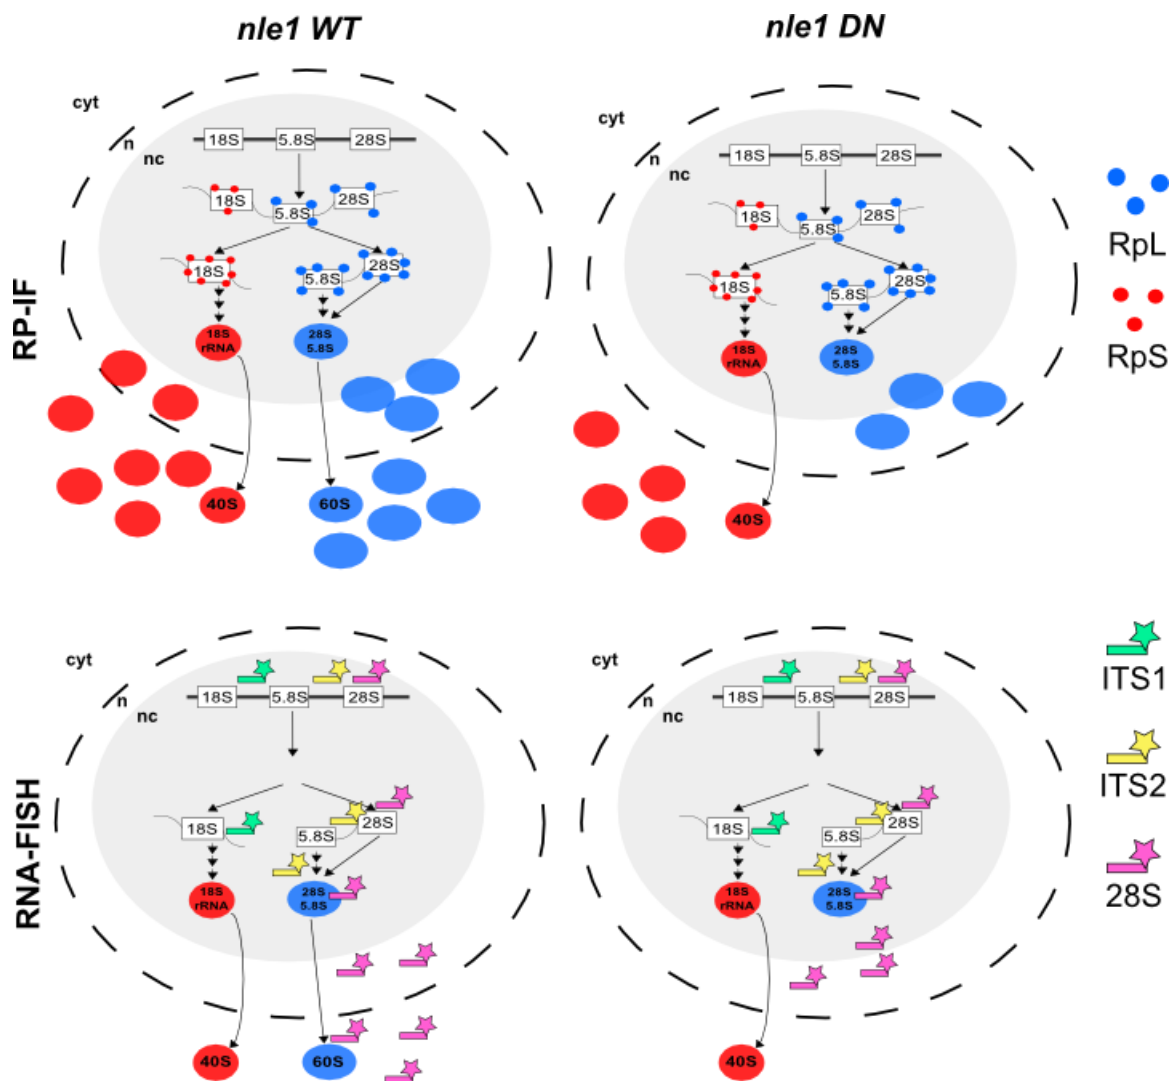 nle1 WT
nle1 DN
RP-IF
cyt
n
nc
18S 5.8S 28S
18S 5.8S 28S
18S 5.8S 28S
18S
rRNA
28S
5.8S
40S 60S
cyt
n
nc
18S 5.8S 28S
18S 5.8S 28S
18S 5.8S 28S
18S
rRNA
28S
5.8S
40S
RpL
RpS
RNA-FISH
cyt
n
nc
18S 5.8S 28S
18S 5.8S 28S
18S
rRNA
28S
5.8S
40S 60S
cyt
n
nc
18S 5.8S 28S
18S 5.8S 28S
18S
rRNA
28S
5.8S
40S
ITS1
ITS2
28S